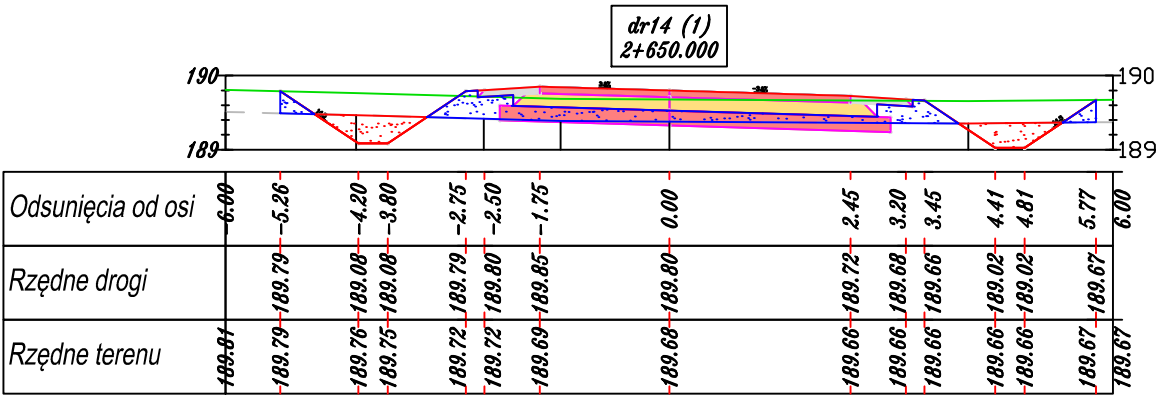 dr14 (1)
2+650.000
190 190
189 189
Odsunięcia od osi -6.00 -5.26 -4.20 -3.80 -2.75 -2.50 -1.75 0.00 2.45 3.20 3.45 4.41 4.81 5.77 6.00
Rzędne drogi 189.79 189.08 189.08 189.79 189.80 189.85 189.80 189.72 189.68 189.66 189.02 189.02 189.67
Rzędne terenu 189.81 189.79 189.76 189.75 189.72 189.72 189.69 189.68 189.66 189.66 189.66 189.66 189.66 189.67 189.67